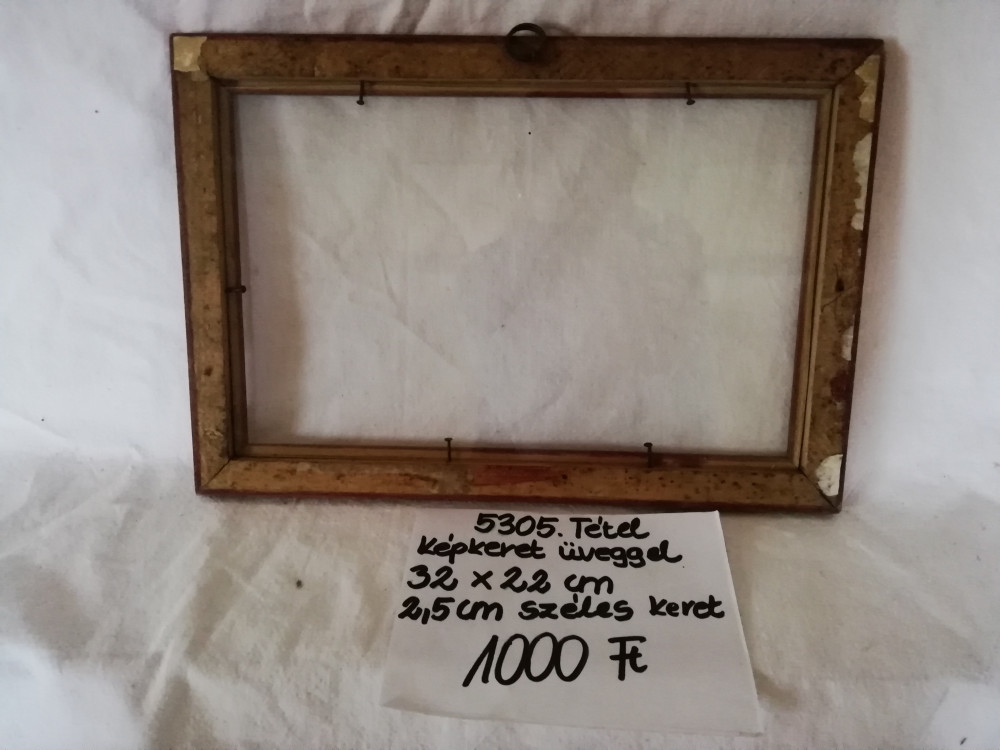 5305. Tétel
Képkeret üveggel
32 x 22 cm
2,5 cm széles keret
1000 Ft